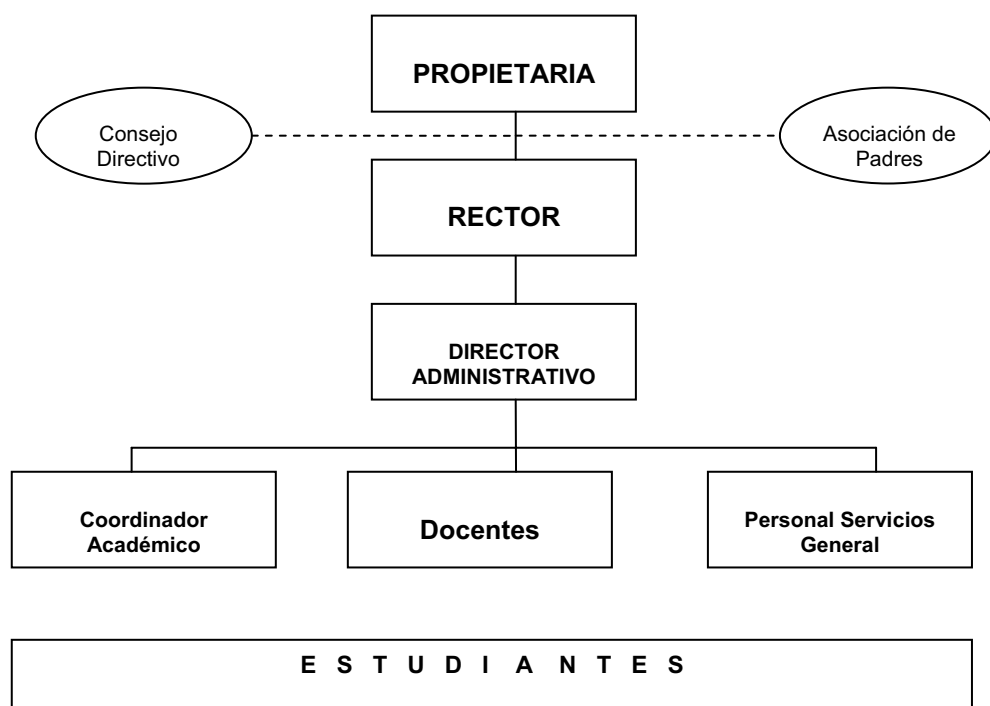 PROPIETARIA
Consejo
Directivo
Asociación de
Padres
RECTOR
DIRECTOR
ADMINISTRATIVO
Coordinador
Académico
Docentes
Personal Servicios
General
E S T U D I A N T E S